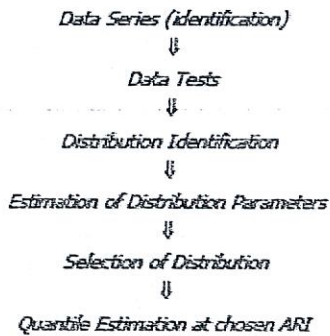 Data Series (identification)
⇓
Data Tests
⇓
Distribution Identification
⇓
Estimation of Distribution Parameters
⇓
Selection of Distribution
⇓
Quantile Estimation at chosen ARI